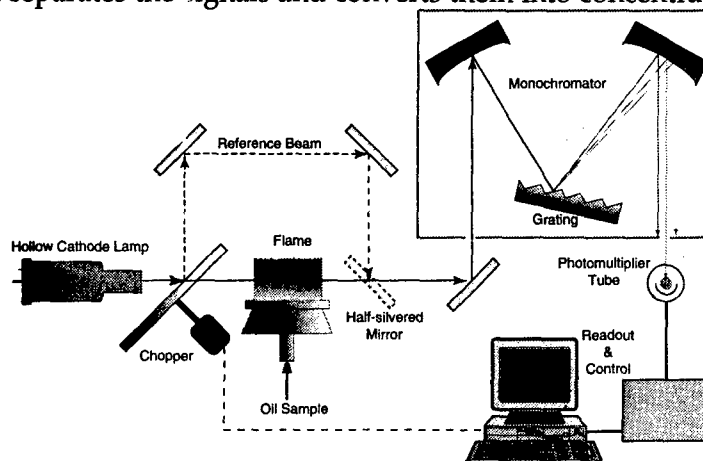 separates the signals and converts them into
Monochromator
Reference Beam
Grating
Hollow Cathode Lamp
Flame
Photomultiplier
Tube
Half-silvered
Mirror
Chopper
Readout
&
Control
Oil Sample